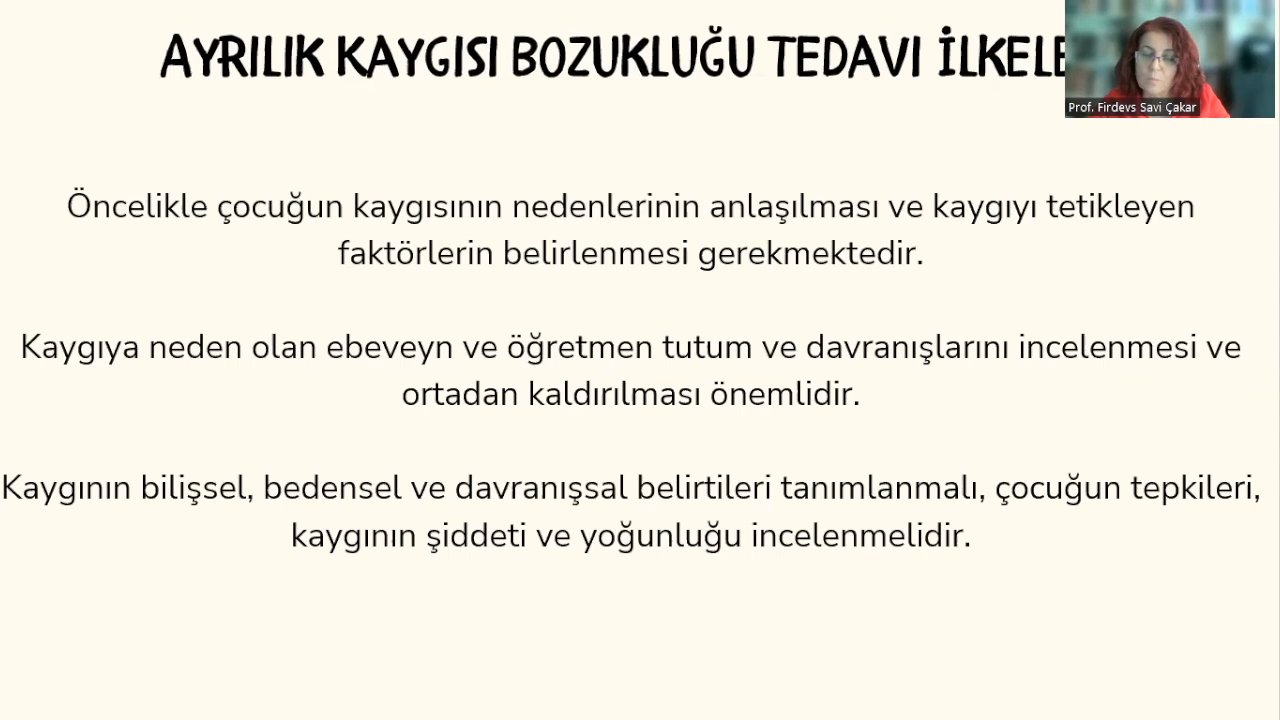 AYRILIK KAYGISI BOZUKLUĞU TEDAVI
Prof. Firdevs Savi Çakar
Öncelikle çocuğun kaygısının nedenlerinin anlaşılması ve kaygıyı tetikleyen
faktörlerin belirlenmesi gerekmektedir.
Kaygıya neden olan ebeveyn ve öğretmen tutum ve davranışlarını incelenmesi ve
ortadan kaldırılması önemlidir.
Kaygının bilişsel, bedensel ve davranışsal belirtileri tanımlanmalı, çocuğun tepkileri,
kaygının şiddeti ve yoğunluğu incelenmelidir.